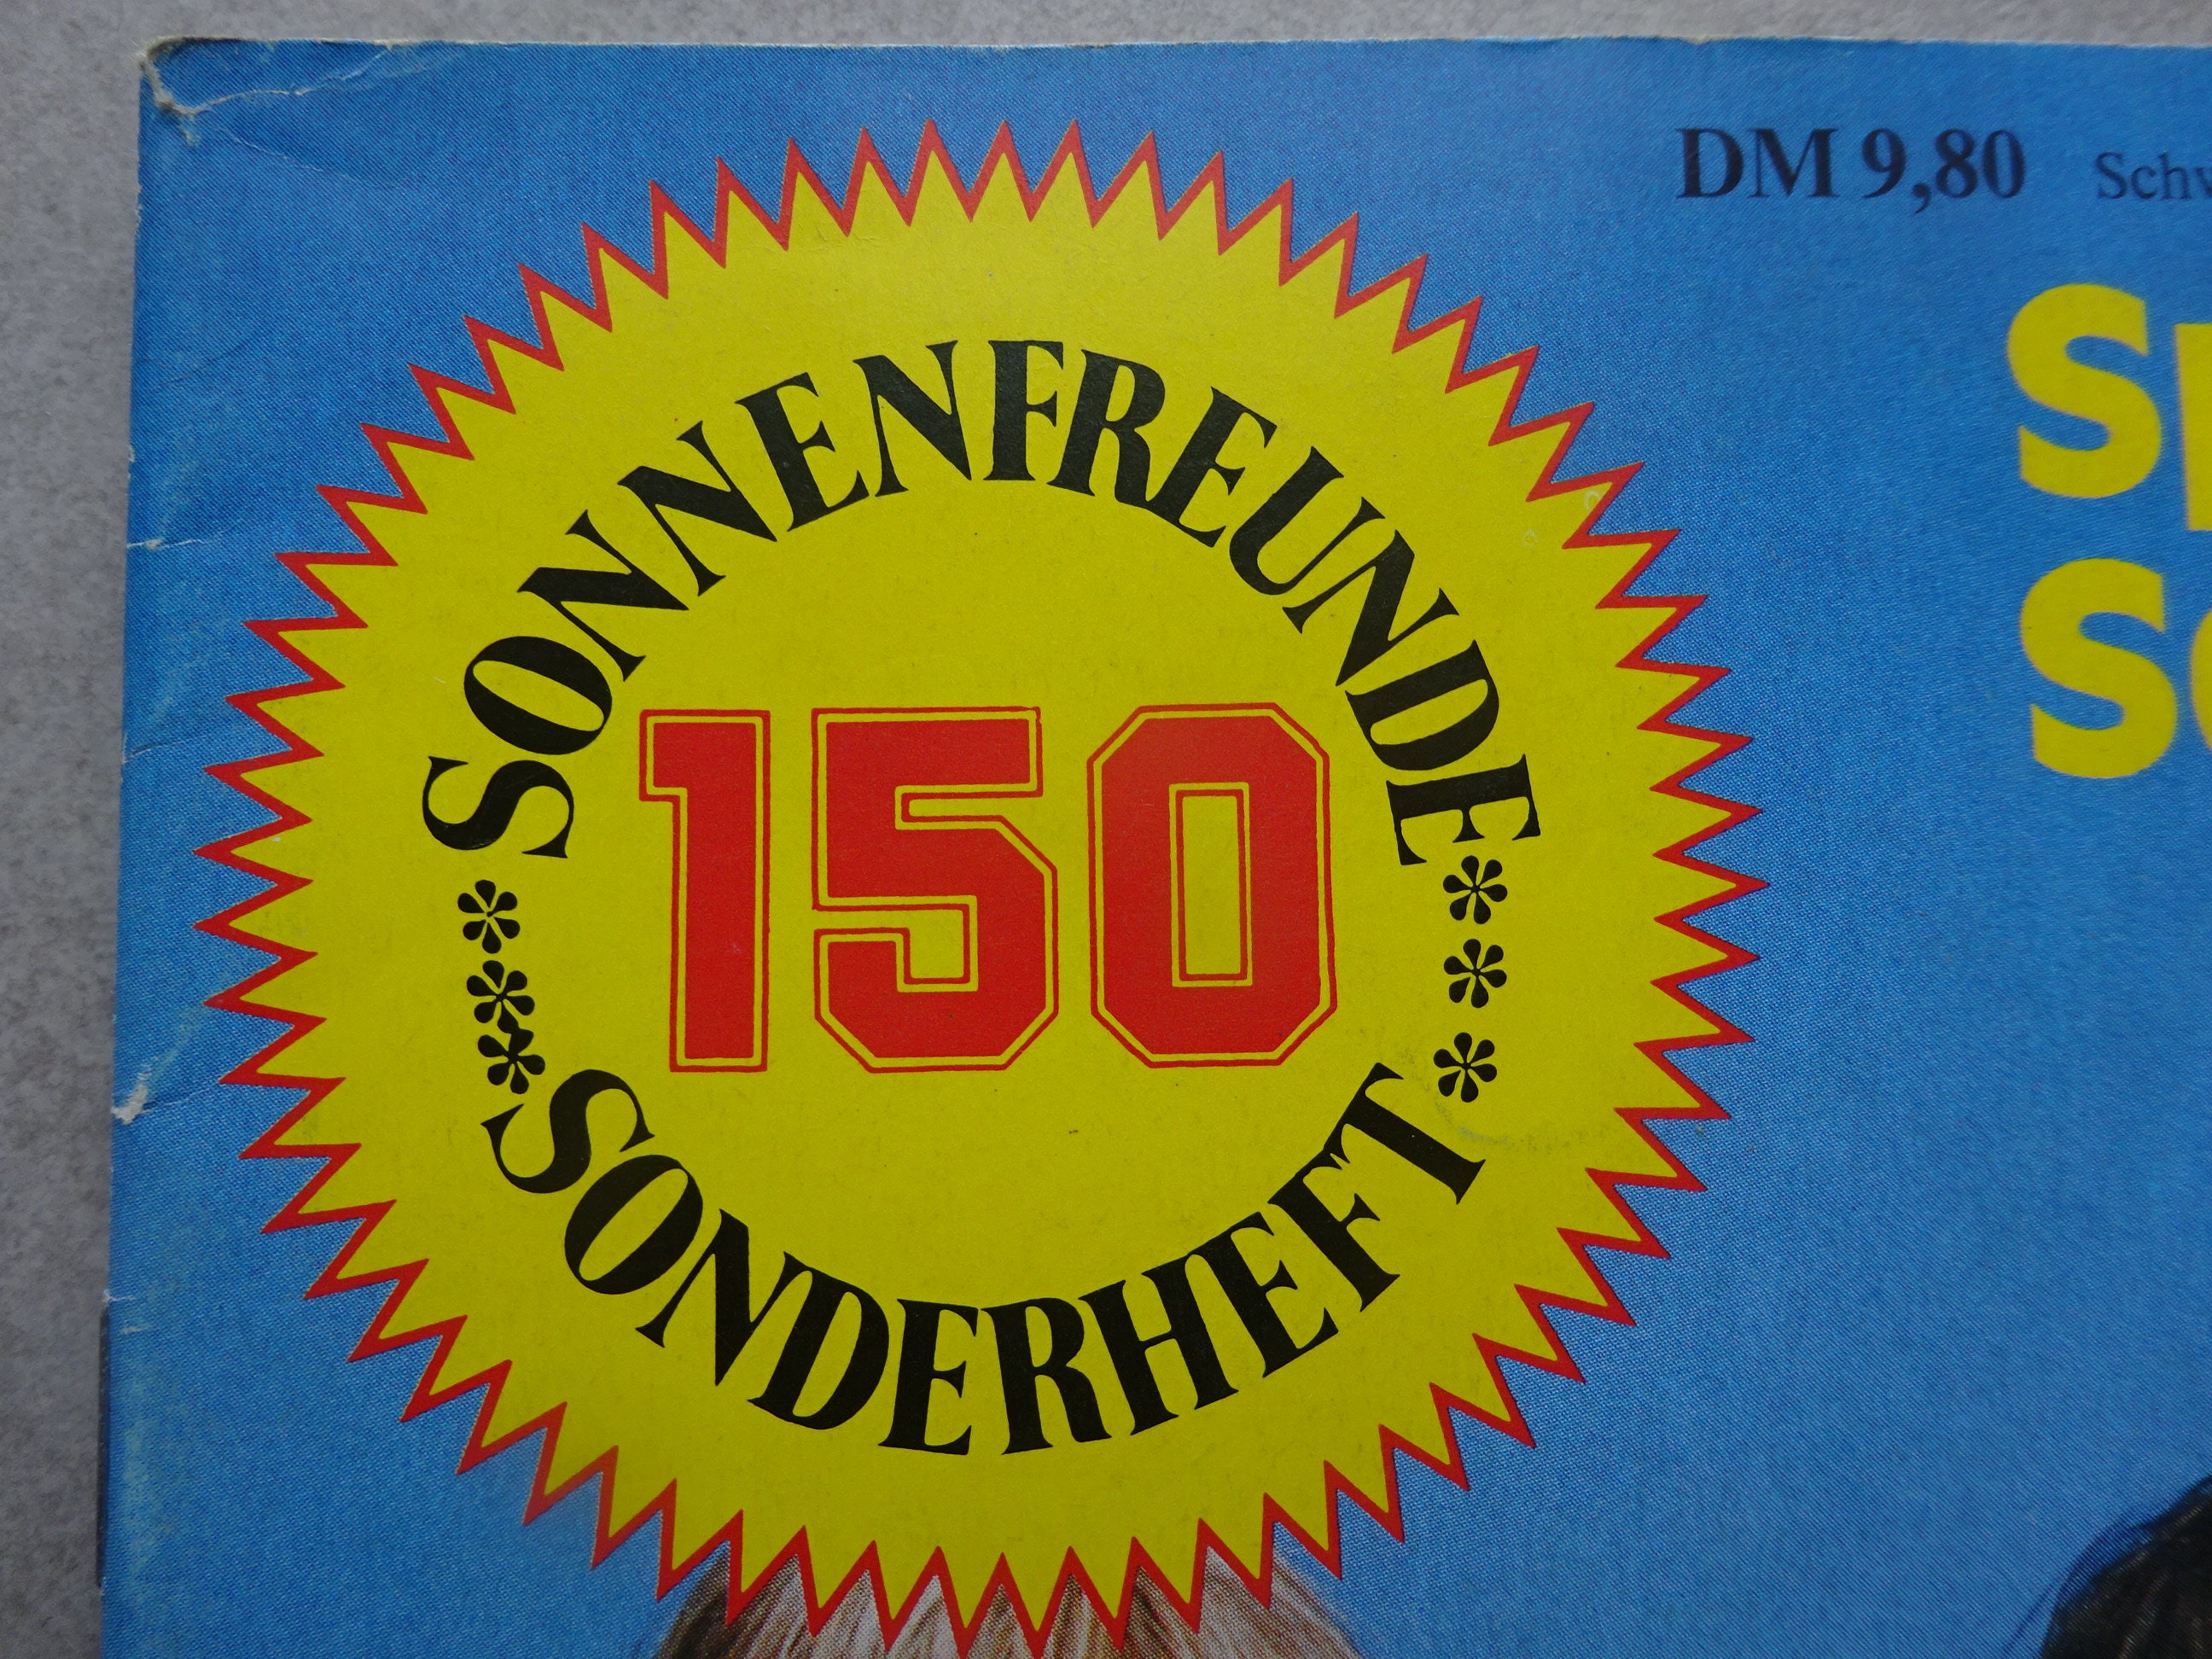 DM 9,80
SONNENFREUNDE
150
*** ***
SONDERHEFT